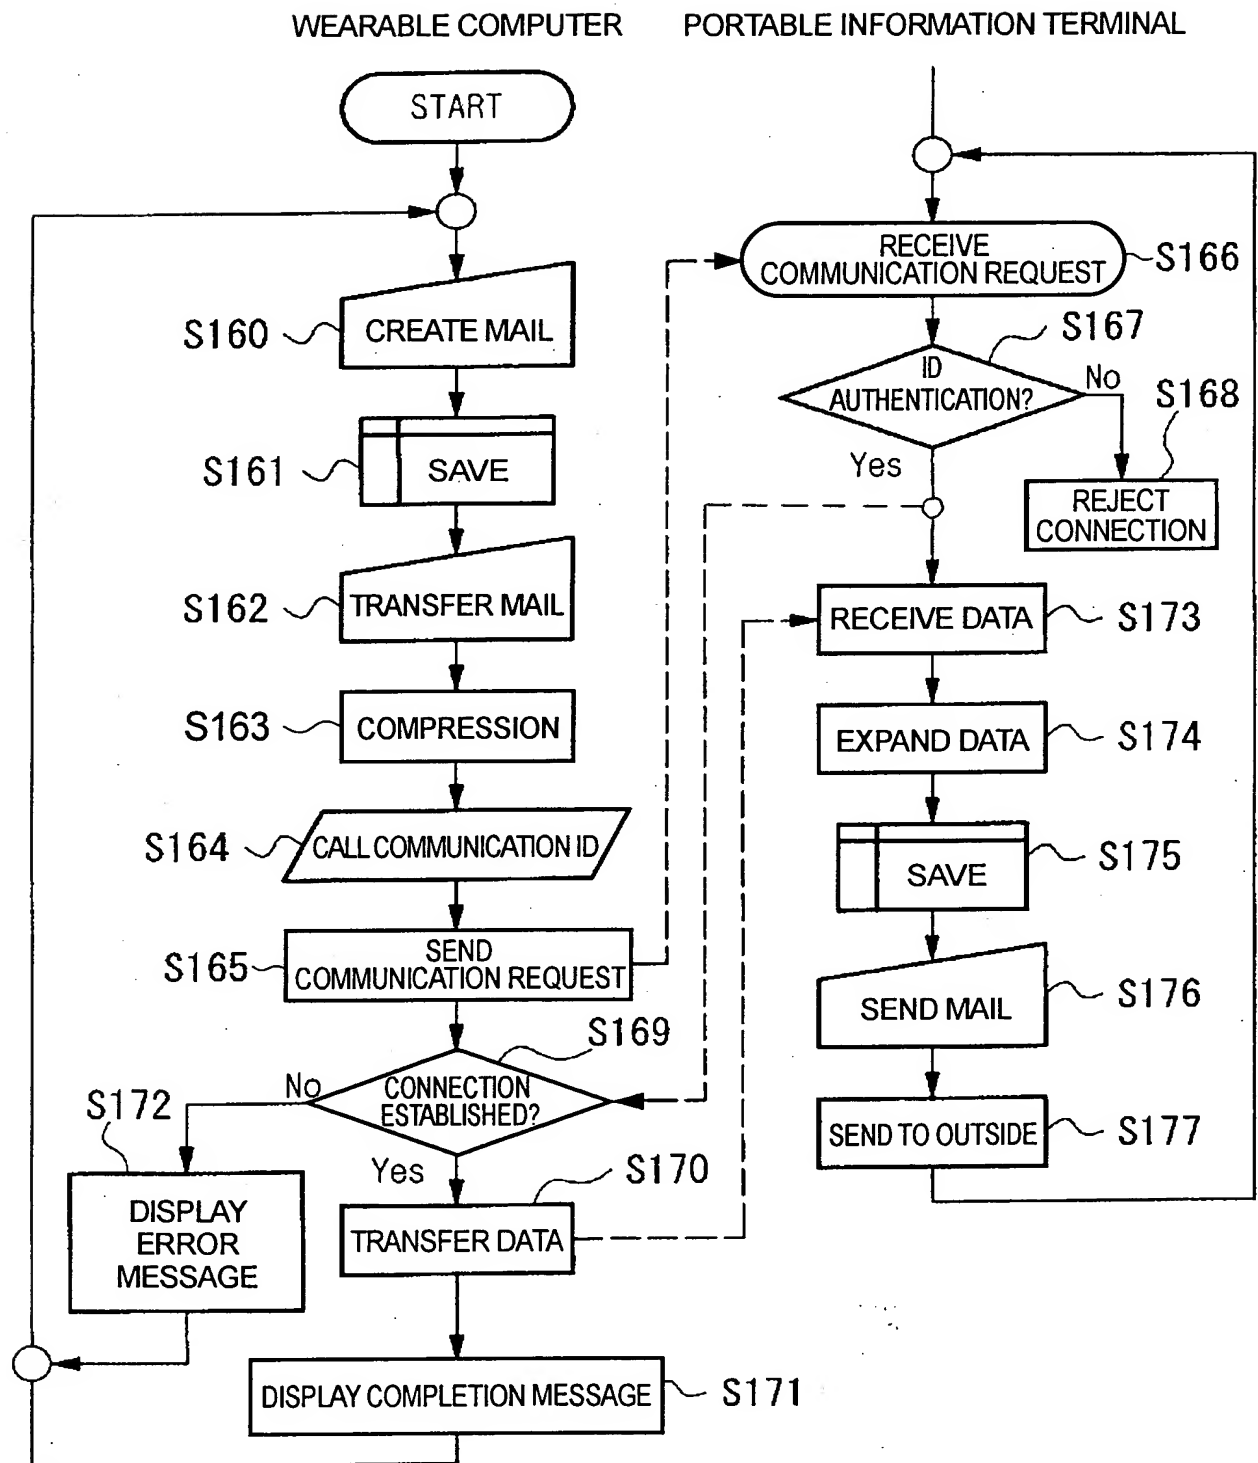 WEARABLE COMPUTER
START
S160
CREATE MAIL
S161
SAVE
S162
TRANSFER MAIL
S163
COMPRESSION
S164
CALL COMMUNICATION ID
S165
SEND
COMMUNICATION REQUEST
S169
No
CONNECTION
ESTABLISHED?
S172
DISPLAY
ERROR
MESSAGE
Yes
S170
TRANSFER DATA
DISPLAY COMPLETION MESSAGE
S171
PORTABLE INFORMATION TERMINAL
RECEIVE
COMMUNICATION REQUEST
S166
S167
ID
AUTHENTICATION?
No
S168
REJECT
CONNECTION
Yes
RECEIVE DATA
S173
EXPAND DATA
S174
SAVE
S175
SEND MAIL
S176
SEND TO OUTSIDE
S177